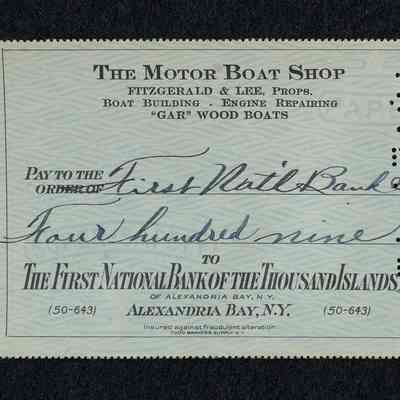 THE MOTOR BOAT SHOP
FITZGERALD & LEE, PROPS.
BOAT BUILDING - ENGINE REPAIRING
"GAR" WOOD BOATS
PAY TO THE
ORDER OF First Nat'l Bank
Four hundred nine
TO
THE FIRST NATIONAL BANK OF THE THOUSAND ISLANDS
OF ALEXANDRIA BAY, N.Y.
(50-643) ALEXANDRIA BAY, N.Y. (50-643)
Insured against fraudulent alteration